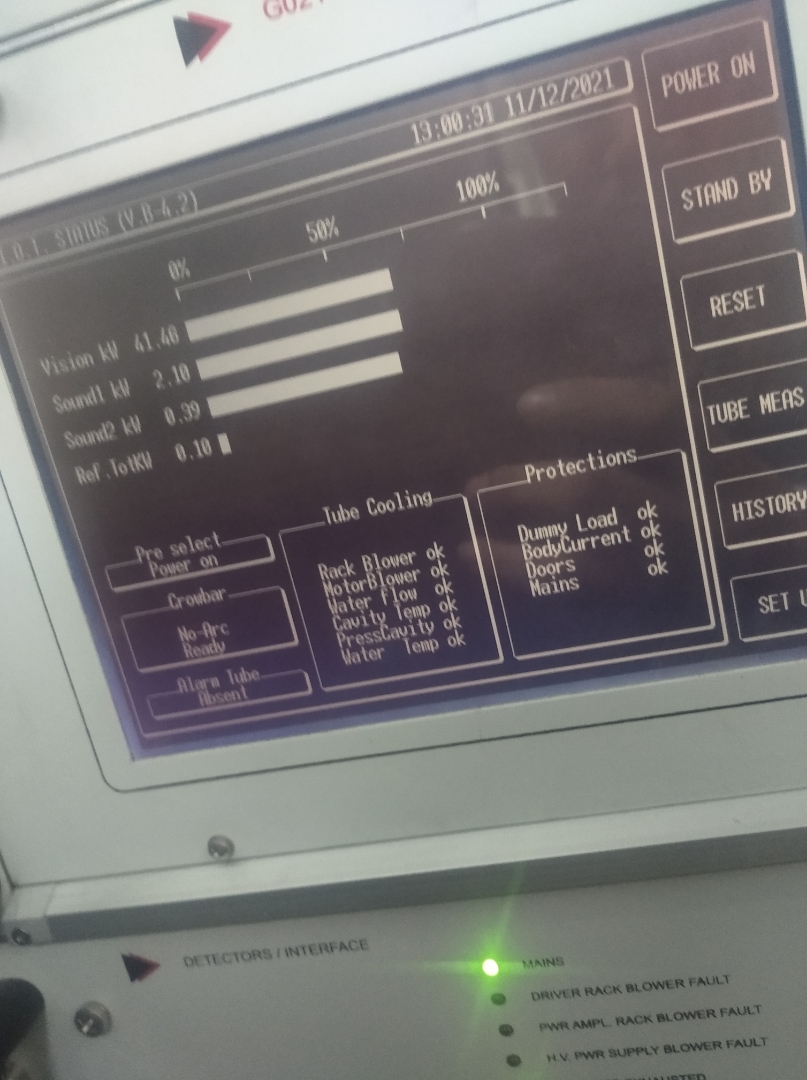 I.O.T. STATUS (V.B-4.2)
13:00:31 11/12/2021
0% 50% 100%
Vision kW 41.40
Sound1 kW 2.10
Sound2 kW 0.39
Ref.TotKW 0.10
Pre select
Power on
Crowbar
No-Arc
Ready
Alarm Tube
Absent
Tube Cooling
Rack Blower ok
MotorBlower ok
Water flow ok
Cavity Temp ok
PressCavity ok
Water Temp ok
Protections
Dummy Load ok
BodyCurrent ok
Doors ok
Mains ok
POWER ON
STAND BY
RESET
TUBE MEAS
HISTORY
SET
DETECTORS / INTERFACE
MAINS
DRIVER RACK BLOWER FAULT
PWR AMPL. RACK BLOWER FAULT
H.V. PWR SUPPLY BLOWER FAULT